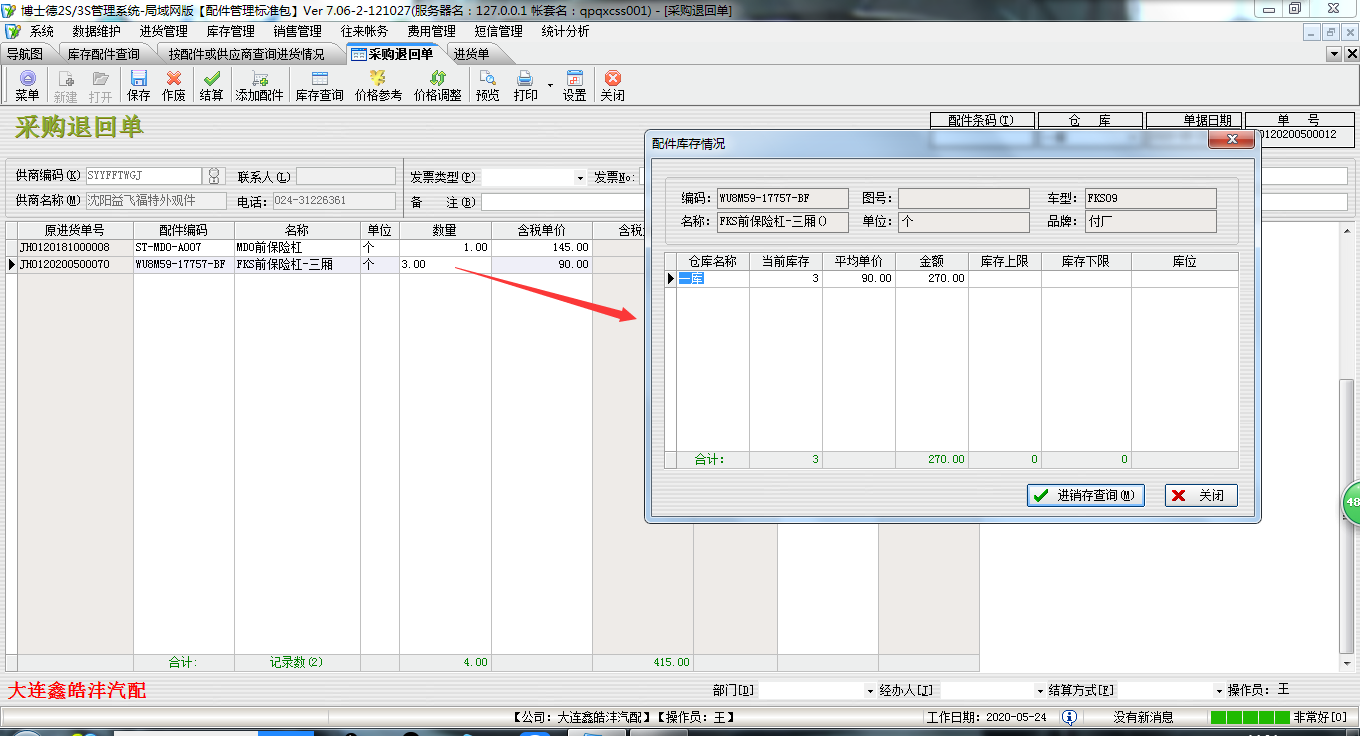 博士德2S/3S管理系统-局域网版【配件管理标准包】Ver 7.06-2-121027(服务器名：127.0.0.1 帐套名：qpqxcss001) - [采购退回单]
系统 数据维护 进货管理 库存管理 销售管理 往来帐务 费用管理 短信管理 统计分析
导航图 库存配件查询 按配件或供应商查询进货情况 采购退回单 进货单
菜单 新建 打开 保存 作废 结算 添加配件 库存查询 价格参考 价格调整 预览 打印 设置 关闭
采购退回单
配件条码(T) 仓 库 单据日期 单 号
0120200500012
供商编码(K) SYYFFTWGJ 联系人(L) 发票类型(P) 发票No:
供商名称(M) 沈阳益飞福特外观件 电话: 024-31226361 备 注(B)
原进货单号 配件编码 名称 单位 数量 含税单价 含税
JH0120181000008 ST-MD0-A007 MD0前保险杠 个 1.00 145.00
JH0120200500070 WU8M59-17757-BF FKS前保险杠-三厢 个 3.00 90.00
合计: 记录数(2) 4.00 415.00
配件库存情况
编码: WU8M59-17757-BF 图号: 车型: FKS09
名称: FKS前保险杠-三厢() 单位: 个 品牌: 付厂
仓库名称 当前库存 平均单价 金额 库存上限 库存下限 库位
一库 3 90.00 270.00
合计: 3 270.00 0 0
进销存查询(M) 关闭
48
大连鑫皓沣汽配 部门[D] 经办人[J] 结算方式[F] 操作员: 王
【公司：大连鑫皓沣汽配】【操作员：王】 工作日期: 2020-05-24 没有新消息 非常好[0]